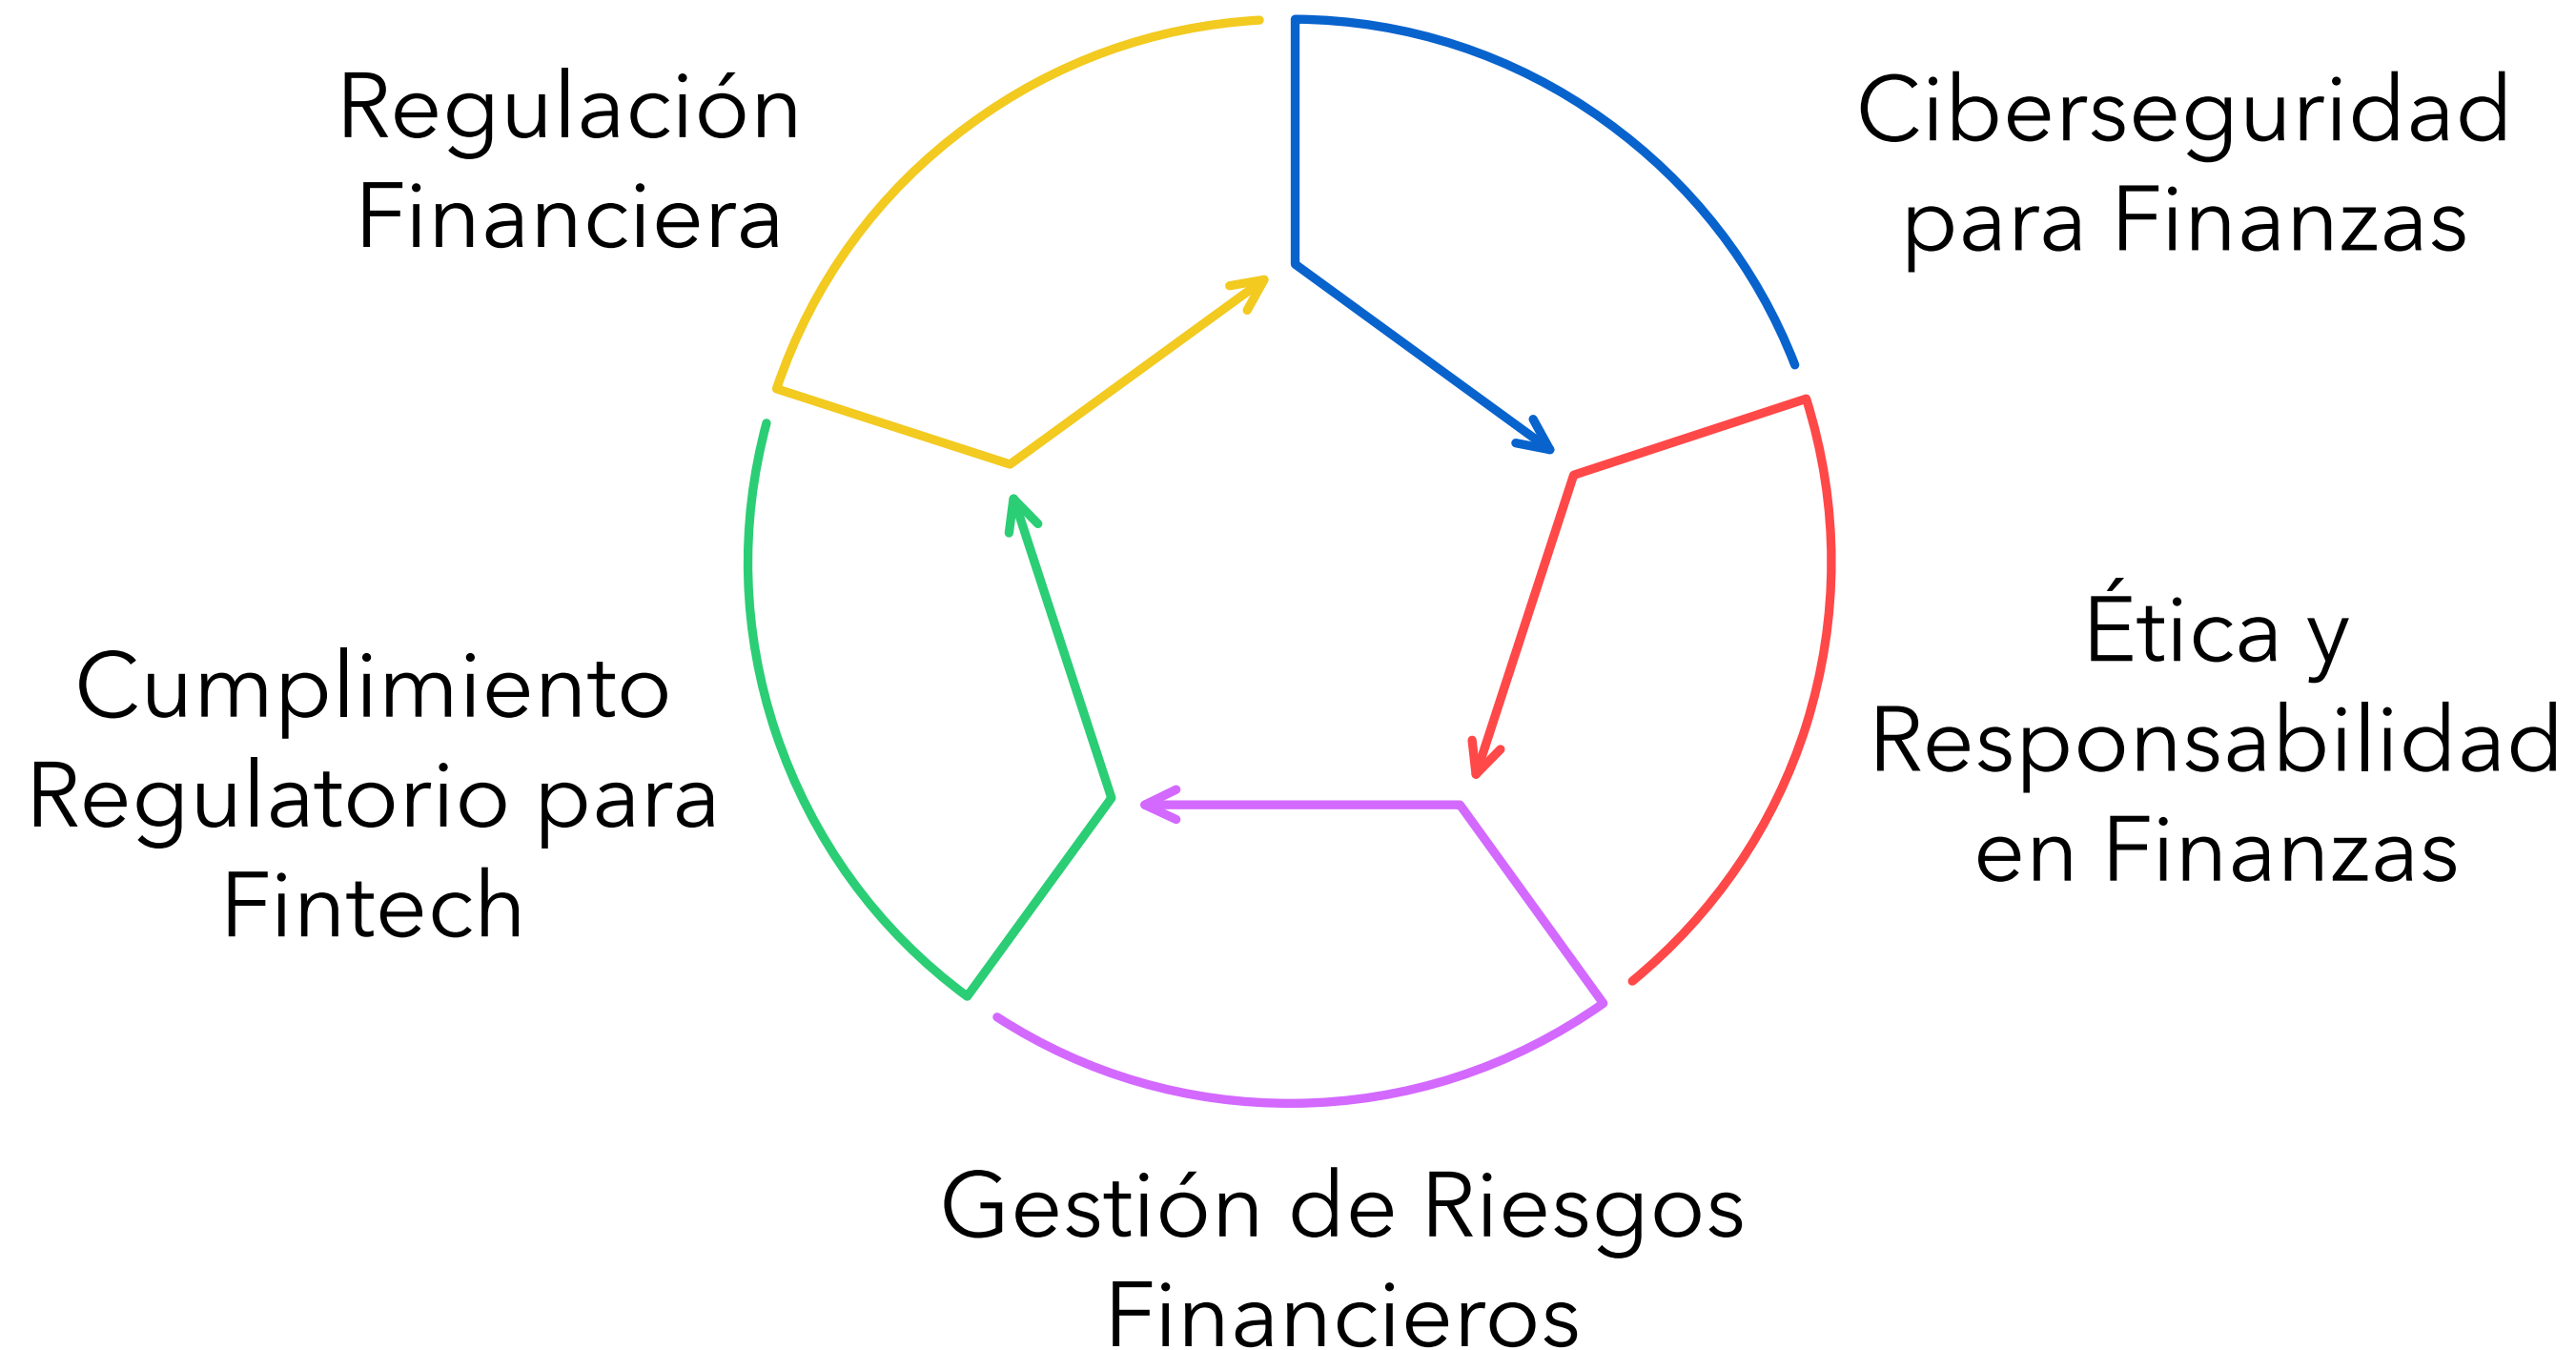 Regulación
Financiera
Ciberseguridad
para Finanzas
Ética y
Responsabilidad
en Finanzas
Cumplimiento
Regulatorio para
Fintech
Gestión de Riesgos
Financieros